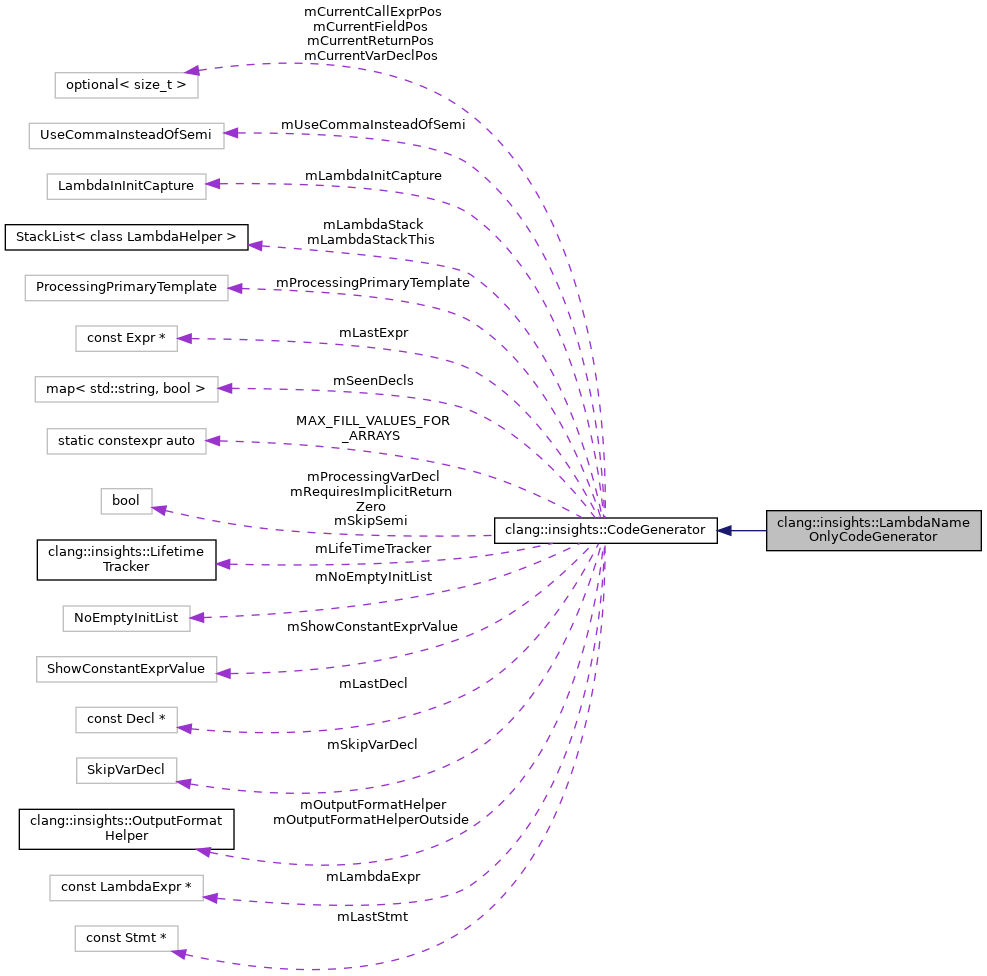 mCurrentCallExprPos
mCurrentFieldPos
mCurrentReturnPos
mCurrentVarDeclPos
optional< size_t >
mUseCommaInsteadOfSemi
UseCommaInsteadOfSemi
mLambdaInitCapture
LambdaInInitCapture
mLambdaStack
mLambdaStackThis
StackList< class LambdaHelper >
mProcessingPrimaryTemplate
ProcessingPrimaryTemplate
mLastExpr
const Expr *
mSeenDecls
map< std::string, bool >
MAX_FILL_VALUES_FOR
_ARRAYS
static constexpr auto
mProcessingVarDecl
mRequiresImplicitReturn
Zero
mSkipSemi
bool
clang::insights::CodeGenerator
clang::insights::LambdaName
OnlyCodeGenerator
mLifeTimeTracker
clang::insights::Lifetime
Tracker
mNoEmptyInitList
NoEmptyInitList
mShowConstantExprValue
ShowConstantExprValue
mLastDecl
const Decl *
mSkipVarDecl
SkipVarDecl
mOutputFormatHelper
mOutputFormatHelperOutside
clang::insights::OutputFormat
Helper
mLambdaExpr
const LambdaExpr *
mLastStmt
const Stmt *